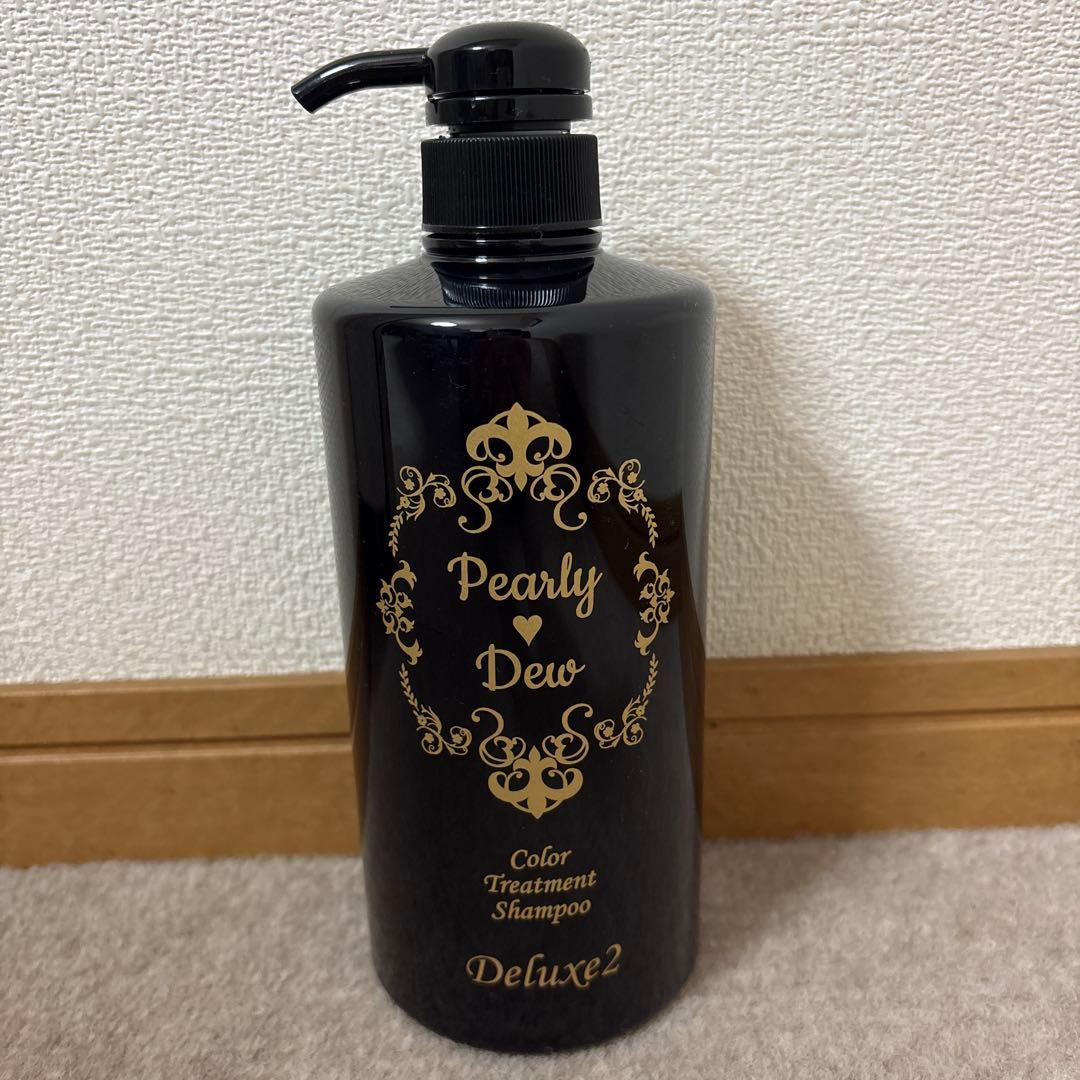 Pearly
♥
Dew
Color
Treatment
Shampoo
Deluxe2